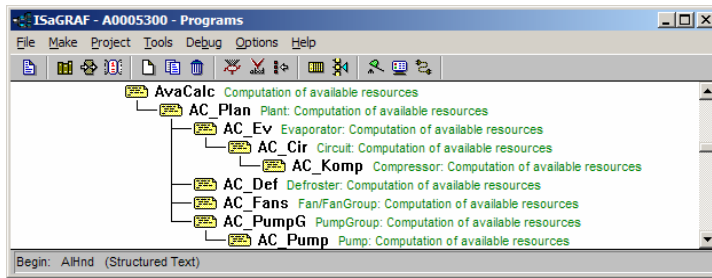 ISaGRAF - A0005300 - Programs
File Make Project Tools Debug Options Help
AvaCalc Computation of available resources
AC_Plan Plant: Computation of available resources
AC_Ev Evaporator: Computation of available resources
AC_Cir Circuit: Computation of available resources
AC_Komp Compressor: Computation of available resources
AC_Def Defroster: Computation of available resources
AC_Fans Fan/FanGroup: Computation of available resources
AC_PumpG PumpGroup: Computation of available resources
AC_Pump Pump: Computation of available resources
Begin: AlHnd (Structured Text)